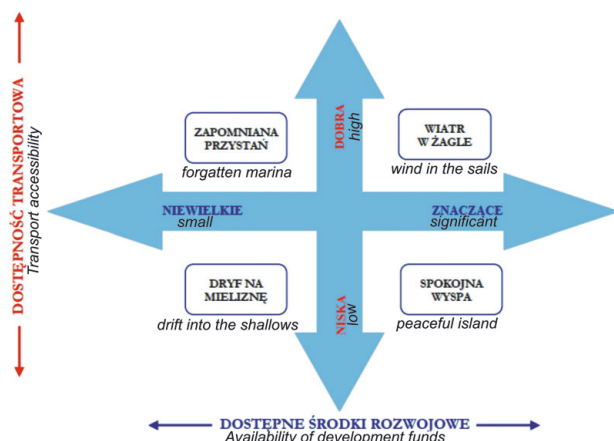 DOSTĘPNOŚĆ TRANSPORTOWA
Transport accessibility
ZAPOMNIANA
PRZYSTAŃ
forgatten marina
DOBRA
high
WIATR
W ŻAGLE
wind in the sails
NIEWIELKIE
small
ZNACZĄCE
significant
DRYF NA
MIELIZNĘ
drift into the shallows
NISKA
low
SPOKOJNA
WYSPA
peaceful island
DOSTĘPNE ŚRODKI ROZWOJOWE
Availability of development funds